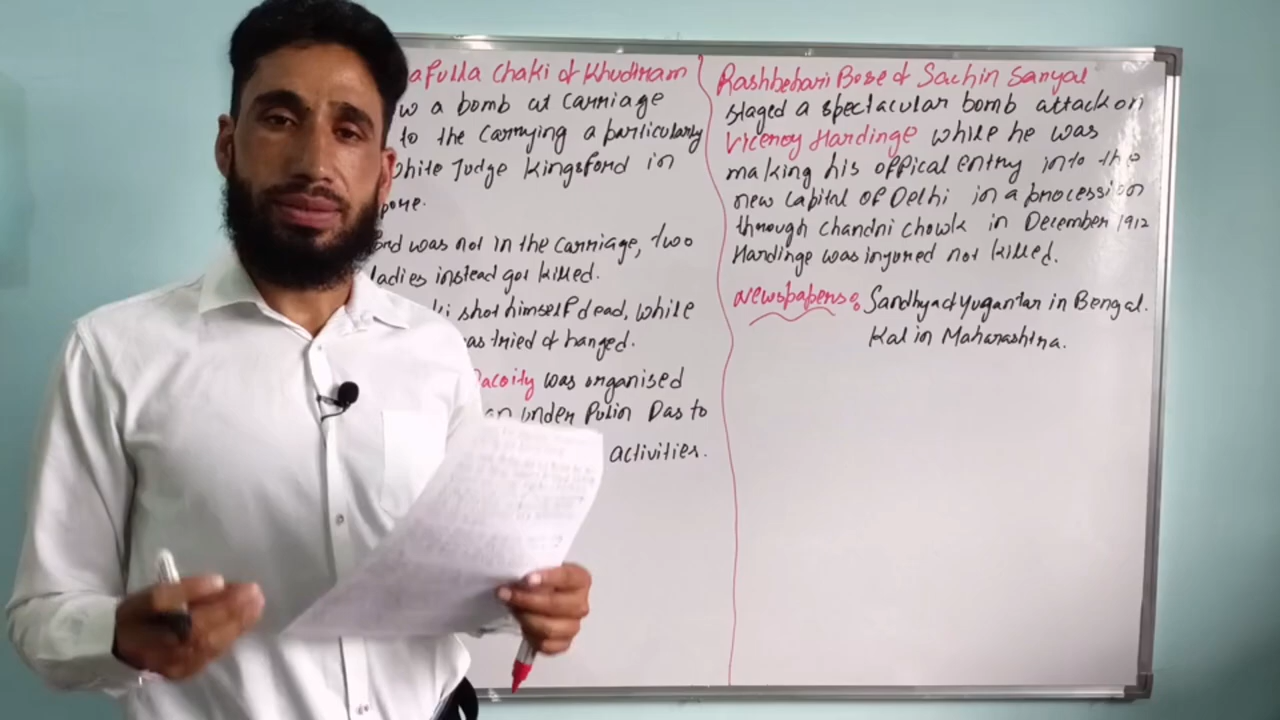 afulla Chaki & Khudiram
w a bomb at Carriage
to the Carrying a particularly
white Judge Kingsford in
pore.
ord was not in the Carriage, two
ladies instead got killed.
ki shot himself dead, while
as tried & hanged.
Dacoity was organised
an under Pulin Das to
activities.
Rashbehari Bose & Sachin Sanyal
staged a spectacular bomb attack on
Viceroy Hardinge while he was
making his offical entry into the
new Capital of Delhi in a procession
through Chandni Chowk in December 1912
Hardinge was injured not killed.
Newspapers: Sandhya & Yugantar in Bengal.
Kal in Maharashtra.